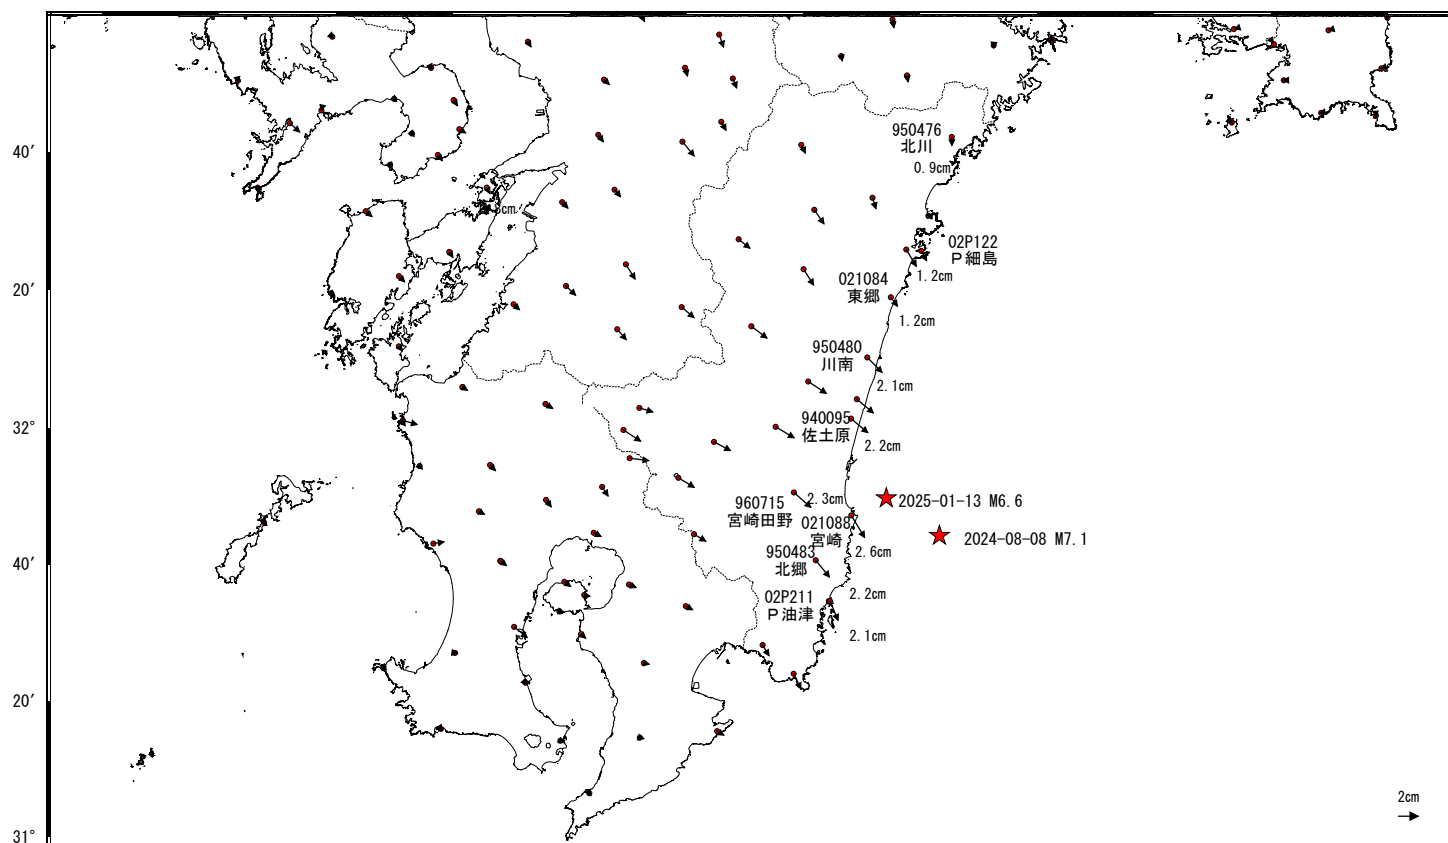 950476
北川
0.9cm
40′
cm
02P122
P細島
1.2cm
021084
東郷
20′
1.2cm
950480
川南
2.1cm
32°
940095
佐土原
2.2cm
2.3cm
960715
宮崎田野
021088
宮崎
2025-01-13 M6.6
2024-08-08 M7.1
40′
950483
北郷
2.6cm
02P211
P油津
2.2cm
2.1cm
20′
2cm
31°